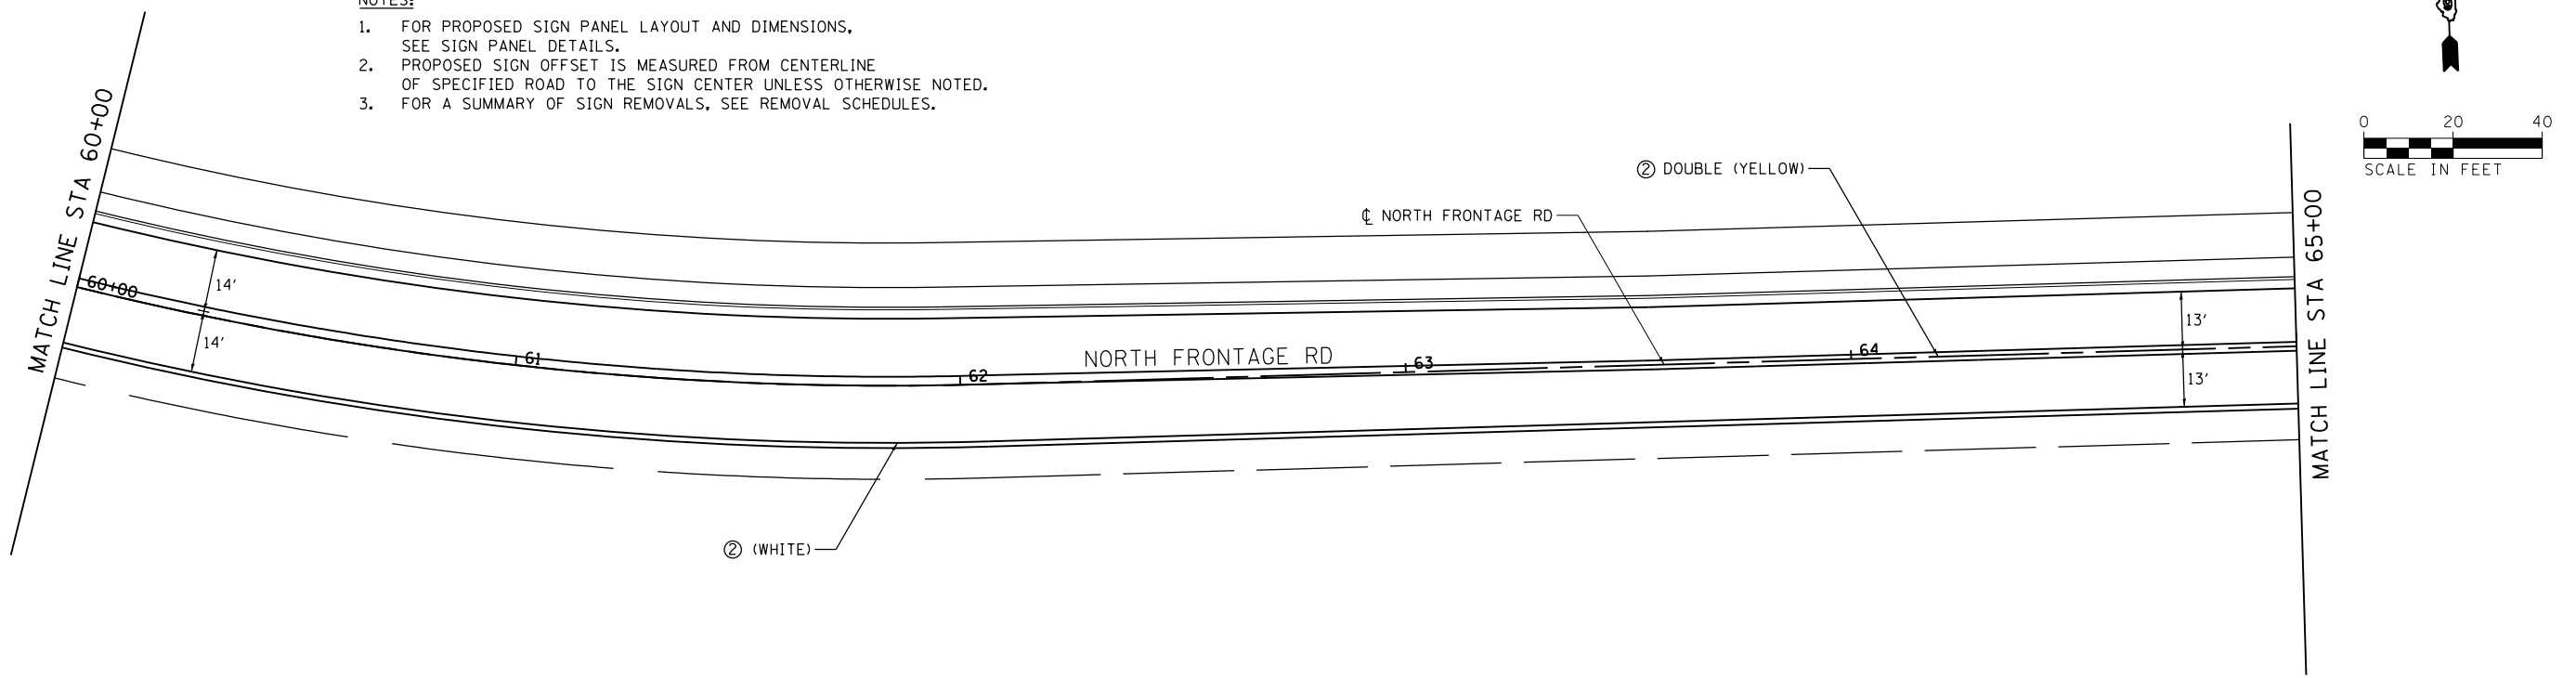 NOTES:
1. FOR PROPOSED SIGN PANEL LAYOUT AND DIMENSIONS,
SEE SIGN PANEL DETAILS.
2. PROPOSED SIGN OFFSET IS MEASURED FROM CENTERLINE
OF SPECIFIED ROAD TO THE SIGN CENTER UNLESS OTHERWISE NOTED.
3. FOR A SUMMARY OF SIGN REMOVALS, SEE REMOVAL SCHEDULES.
0 20 40
SCALE IN FEET
MATCH LINE STA 60+00
② DOUBLE (YELLOW)
℄ NORTH FRONTAGE RD
60+00
14'
14'
61
62
NORTH FRONTAGE RD
63
64
13'
13'
MATCH LINE STA 65+00
② (WHITE)